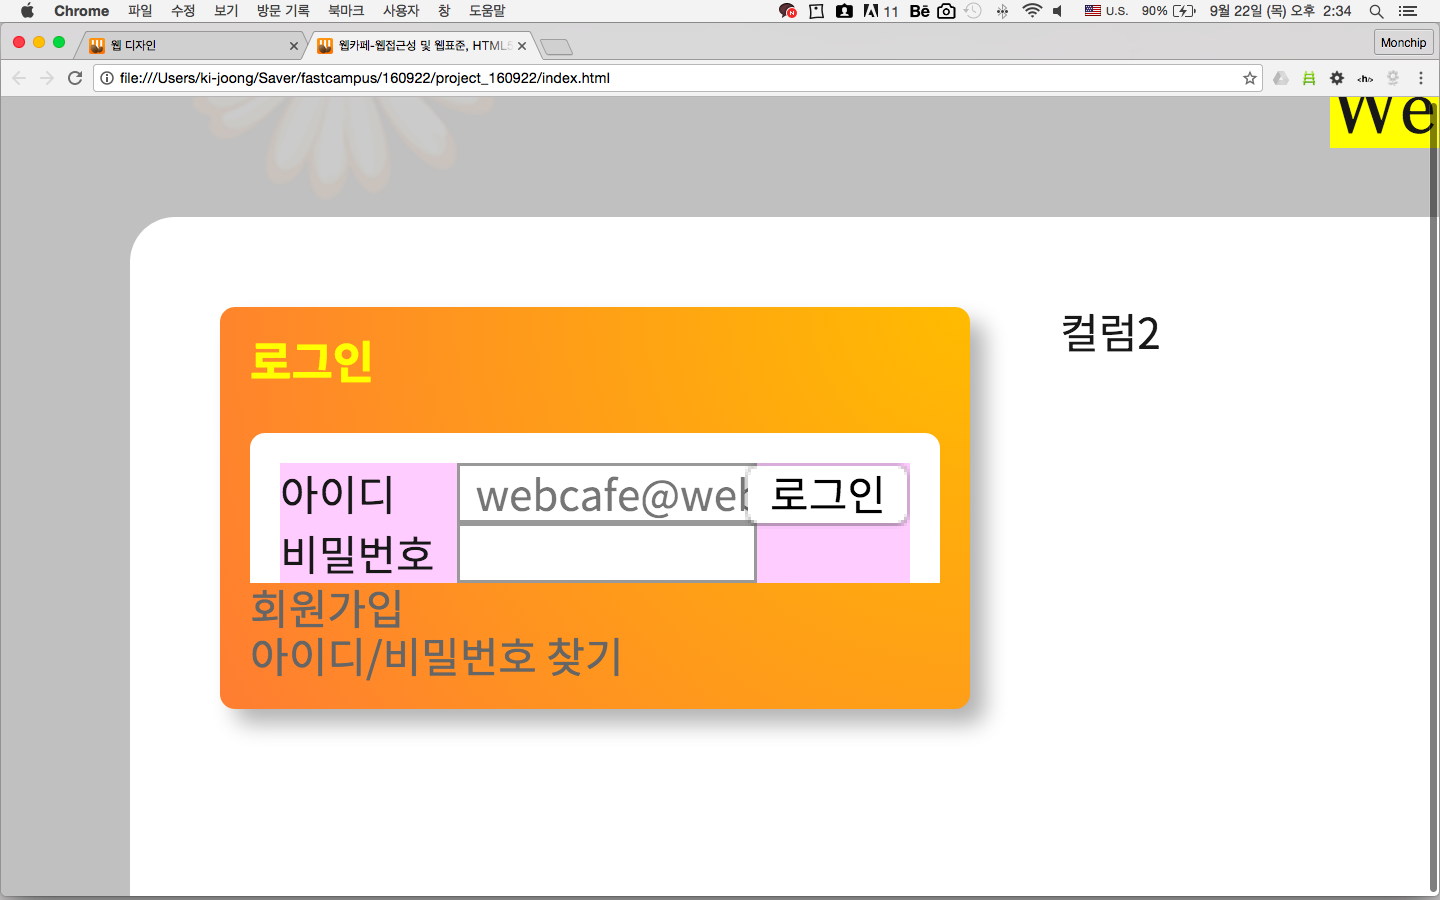 Chrome 파일 수정 보기 방문 기록 북마크 사용자 창 도움말 11 Bē U.S. 90% 9월 22일 (목) 오후 2:34
웹 디자인 웹카페-웹접근성 및 웹표준, HTML5 Monchip
file:///Users/ki-joong/Saver/fastcampus/160922/project_160922/index.html <h/>
We
로그인
컬럼2
아이디 webcafe@web 로그인
비밀번호
회원가입
아이디/비밀번호 찾기